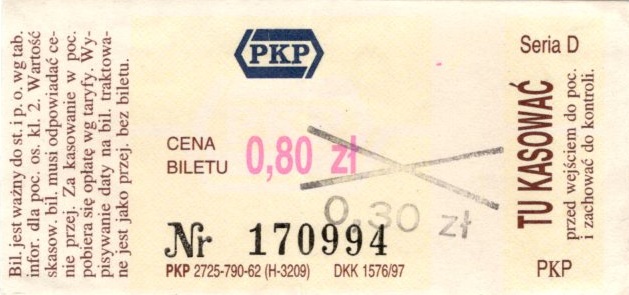 Bil. jest ważny do st. i p. o. wg tab.
infor. dla poc. os. kl. 2. Wartość
skasow. bil. musi odpowiadać ce-
nie przej. Za kasowanie w poc.
pobiera się opłatę wg taryfy. Wy-
pisywanie daty na bil. traktowa-
ne jest jako przej. bez biletu.
PKP
CENA
BILETU
0,80 zł
0,30 zł
Nr 170994
PKP 2725-790-62 (H-3209) DKK 1576/97
Seria D
TU KASOWAĆ
przed wejściem do poc.
i zachować do kontroli.
PKP